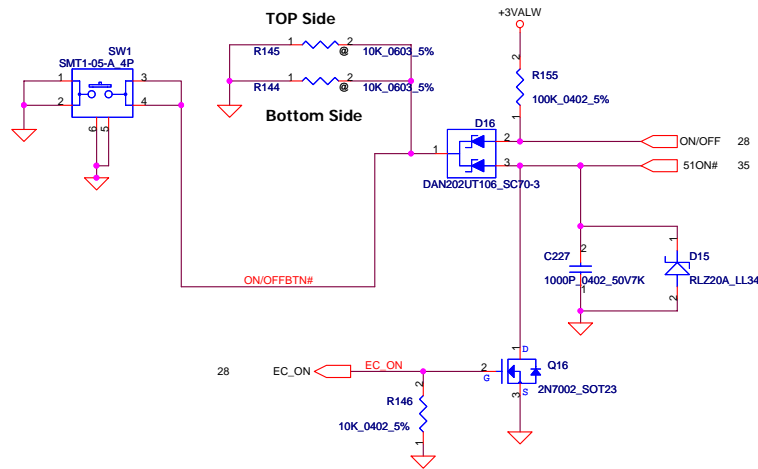 TOP Side
+3VALW
SW1
SMT1-05-A_4P
1
2
3
4
6
5
R145
1
2
@
10K_0603_5%
R144
1
2
@
10K_0603_5%
Bottom Side
2
R155
100K_0402_5%
1
D16
1
2
3
DAN202UT106_SC70-3
ON/OFF
28
51ON#
35
C227
2
1000P_0402_50V7K
1
1
D15
RLZ20A_LL34
2
ON/OFFBTN#
28
EC_ON
EC_ON
2
G
1
D
Q16
S
3
2N7002_SOT23
2
R146
10K_0402_5%
1